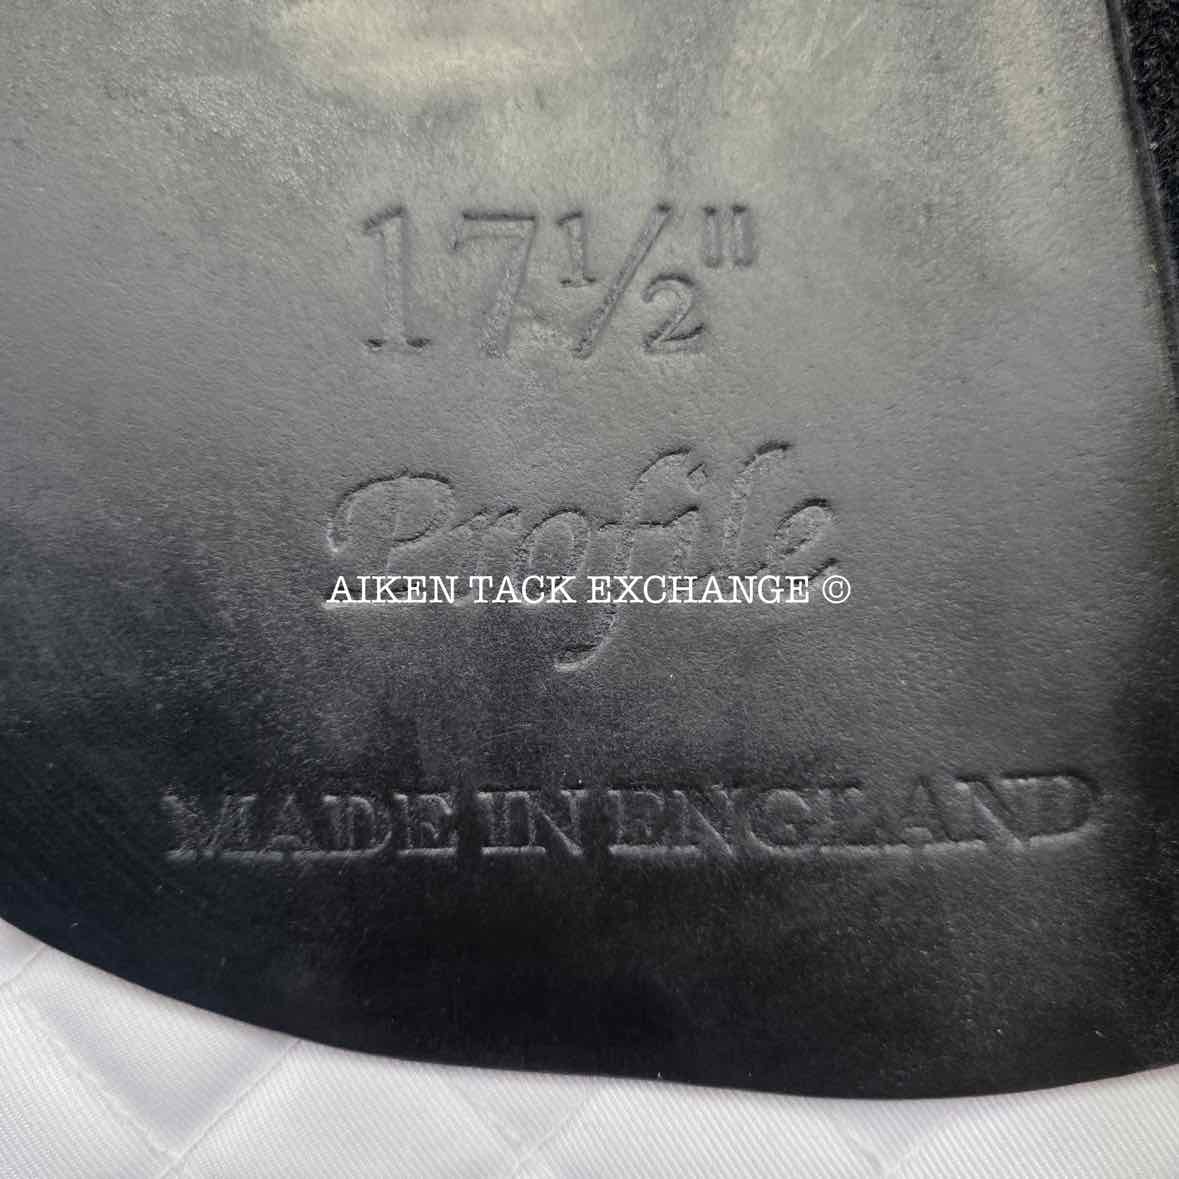 17½"
Profile
AIKEN TACK EXCHANGE ©
MADE IN ENGLAND